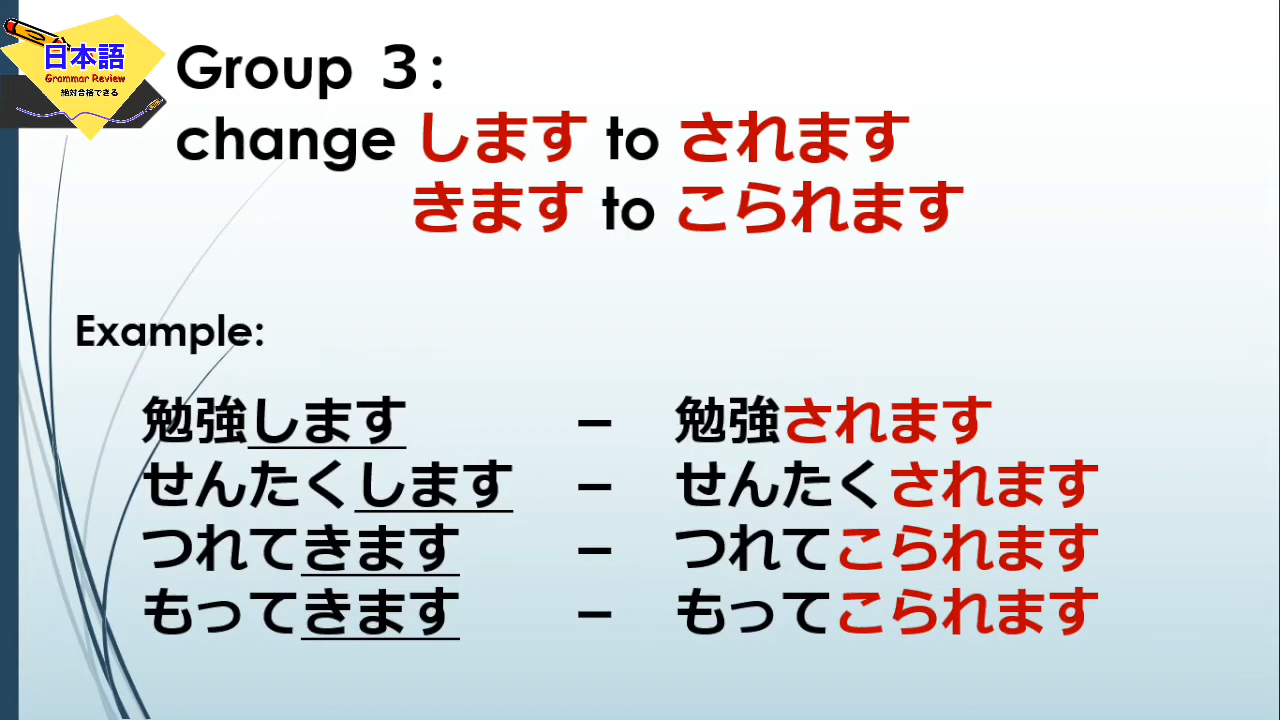 日本語
Grammar Review
絶対合格できる
Group ３:
change します to されます
きます to こられます
Example:
勉強します – 勉強されます
せんたくします – せんたくされます
つれてきます – つれてこられます
もってきます – もってこられます